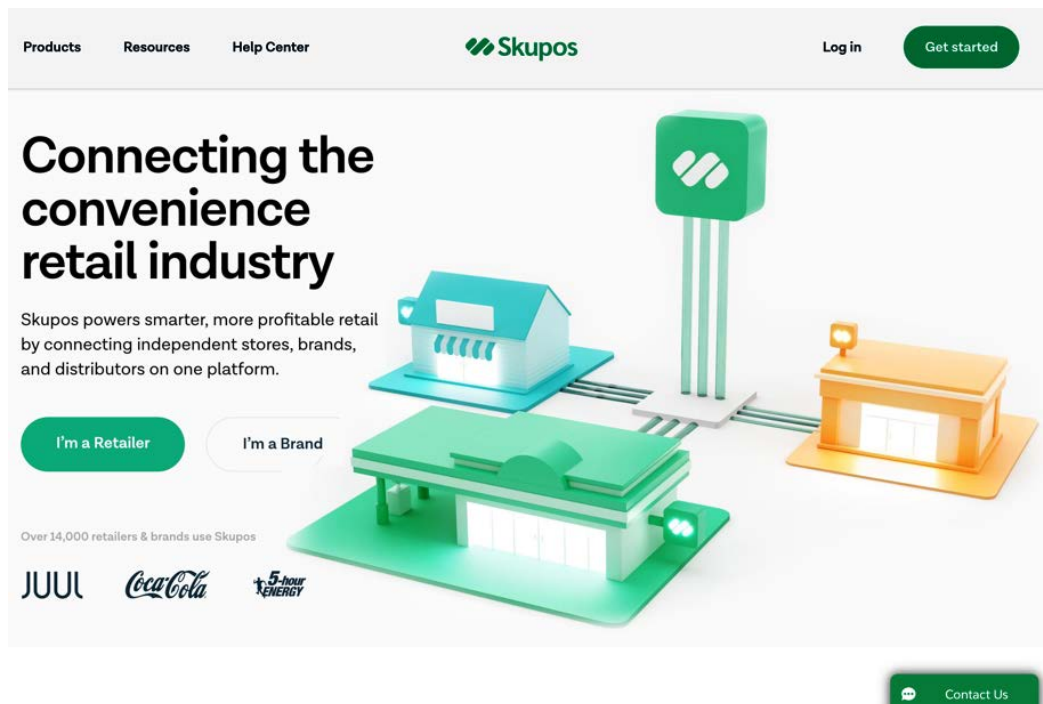 Products Resources Help Center Skupos Log in Get started
Connecting the
convenience
retail industry
Skupos powers smarter, more profitable retail
by connecting independent stores, brands,
and distributors on one platform.
I'm a Retailer I'm a Brand
Over 14,000 retailers & brands use Skupos
JUUL Coca-Cola 5-hour
ENERGY
Contact Us